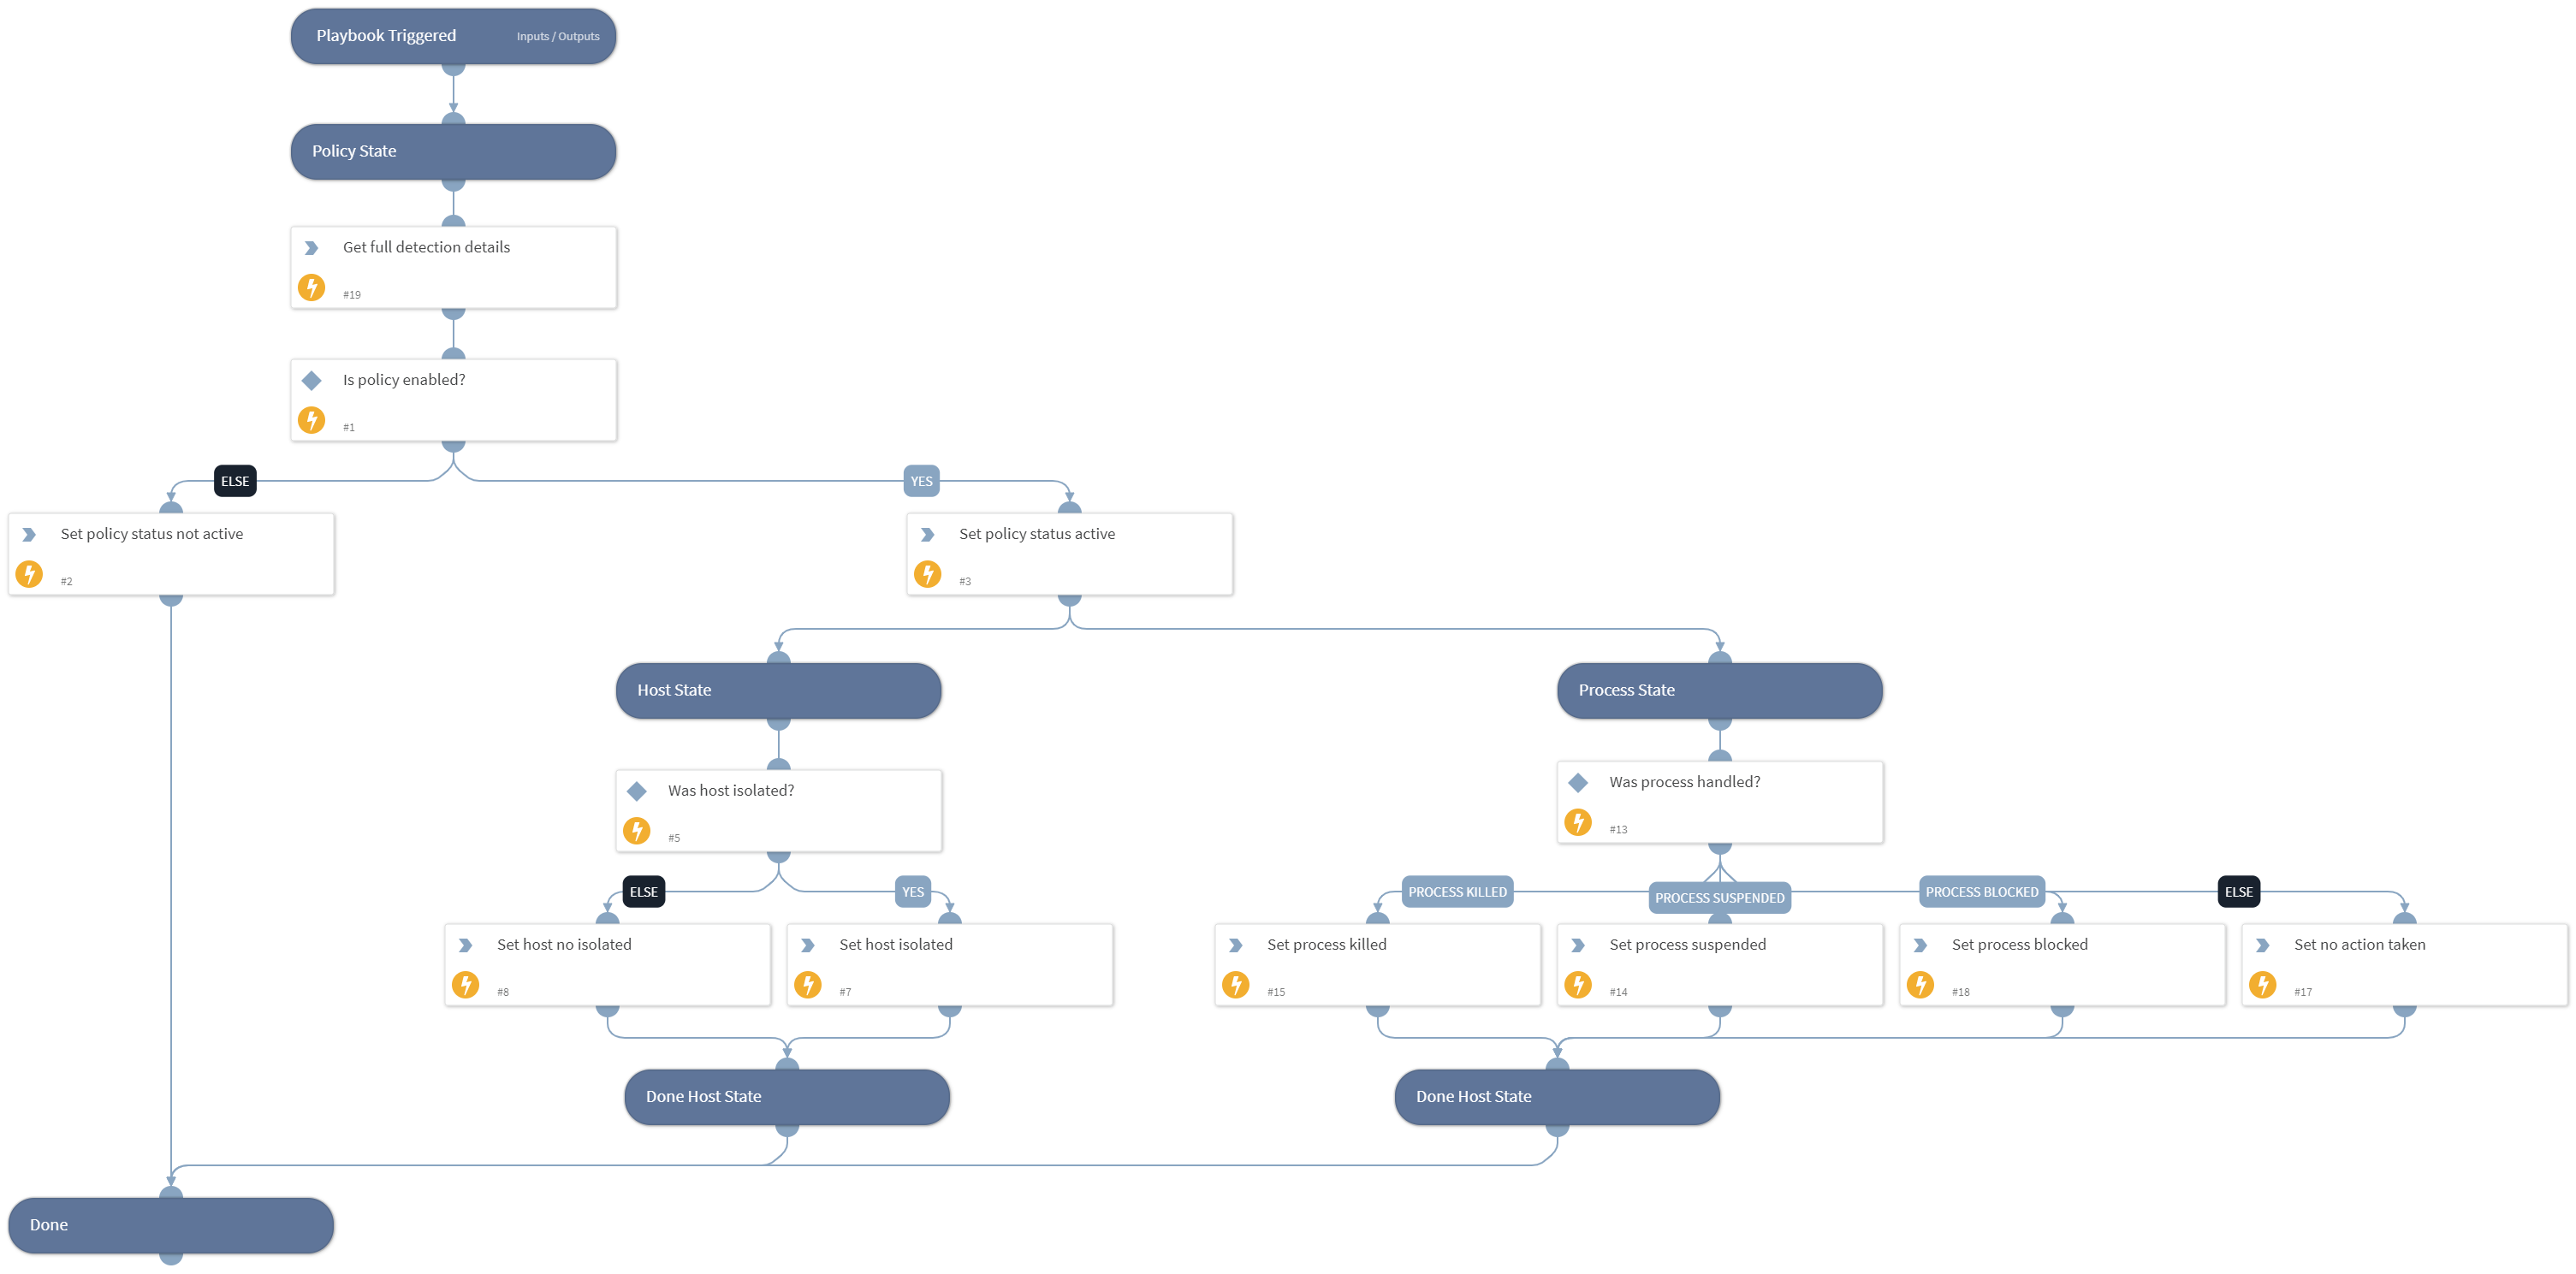 Playbook Triggered Inputs / Outputs
Policy State
Get full detection details
#19
Is policy enabled?
#1
ELSE
YES
Set policy status not active
#2
Set policy status active
#3
Host State
Process State
Was host isolated?
#5
Was process handled?
#13
ELSE
YES
PROCESS KILLED
PROCESS SUSPENDED
PROCESS BLOCKED
ELSE
Set host no isolated
#8
Set host isolated
#7
Set process killed
#15
Set process suspended
#14
Set process blocked
#18
Set no action taken
#17
Done Host State
Done Host State
Done